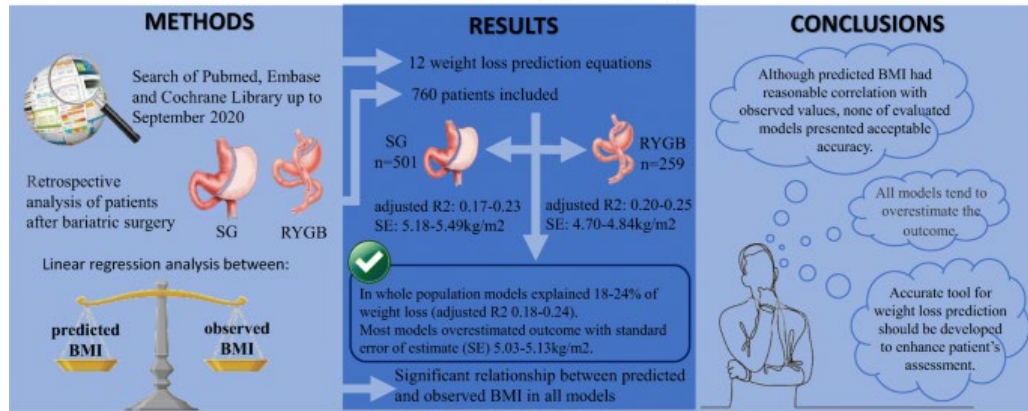 METHODS
Search of Pubmed, Embase
and Cochrane Library up to
September 2020
Retrospective
analysis of patients
after bariatric surgery
SG
RYGB
Linear regression analysis between:
predicted
BMI
observed
BMI
RESULTS
12 weight loss prediction equations
760 patients included
SG
n=501
RYGB
n=259
adjusted R2: 0.17-0.23
SE: 5.18-5.49kg/m2
adjusted R2: 0.20-0.25
SE: 4.70-4.84kg/m2
In whole population models explained 18-24% of
weight loss (adjusted R2 0.18-0.24).
Most models overestimated outcome with standard
error of estimate (SE) 5.03-5.13kg/m2.
Significant relationship between predicted
and observed BMI in all models
CONCLUSIONS
Although predicted BMI had
reasonable correlation with
observed values, none of evaluated
models presented acceptable
accuracy.
All models tend to
overestimate the
outcome.
Accurate tool for
weight loss prediction
should be developed
to enhance patient's
assessment.